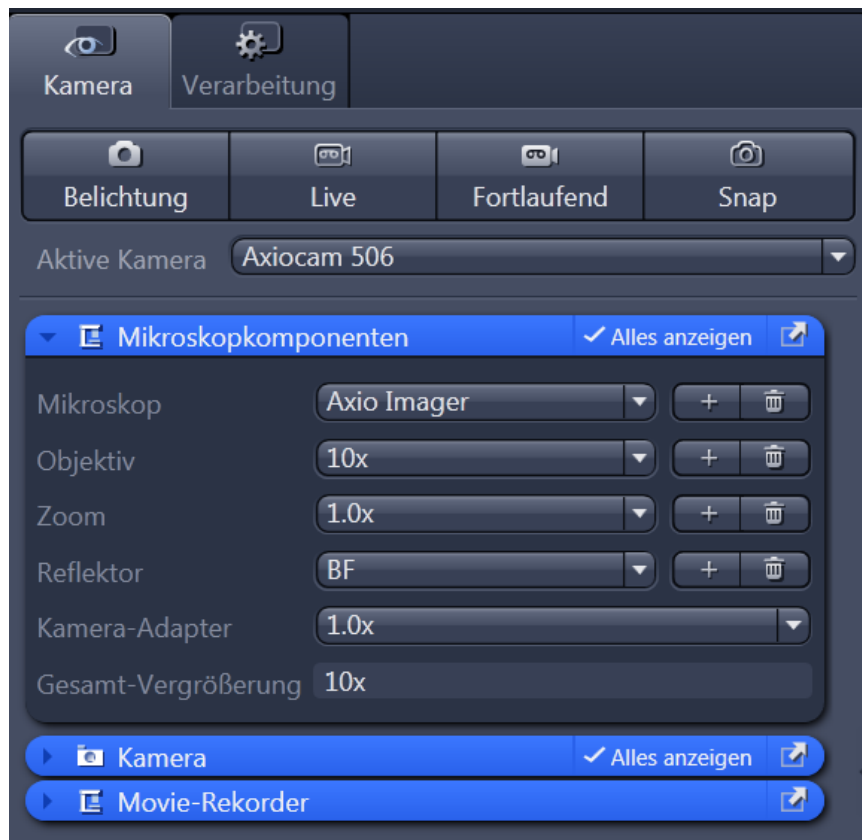 Kamera Verarbeitung
Belichtung Live Fortlaufend Snap
Aktive Kamera Axiocam 506
Mikroskopkomponenten Alles anzeigen
Mikroskop Axio Imager
Objektiv 10x
Zoom 1.0x
Reflektor BF
Kamera-Adapter 1.0x
Gesamt-Vergrößerung 10x
Kamera Alles anzeigen
Movie-Rekorder